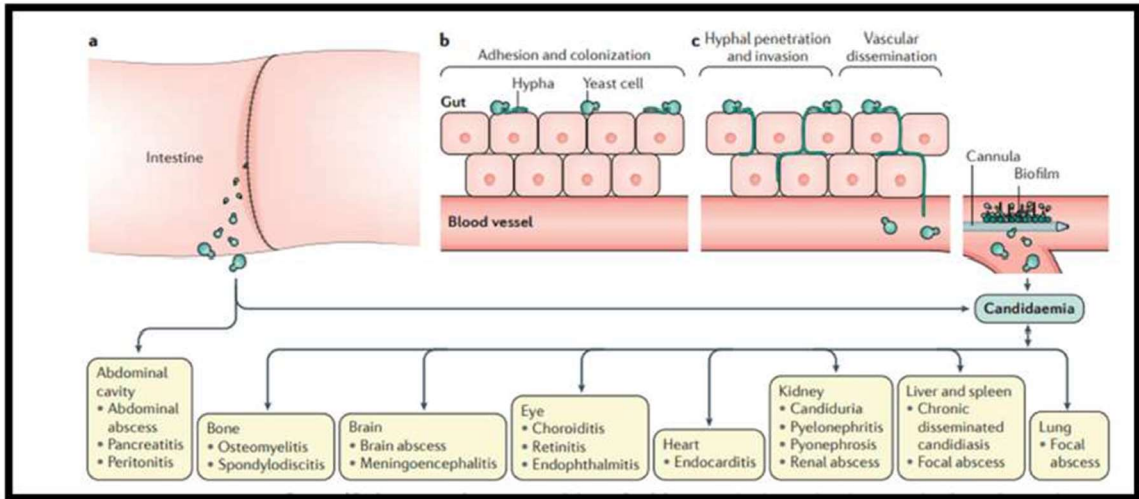 a
Intestine
b
Adhesion and colonization
Hypha
Yeast cell
Gut
Blood vessel
c
Hyphal penetration
and invasion
Vascular
dissemination
Cannula
Biofilm
Candidaemia
Abdominal
cavity
• Abdominal
abscess
• Pancreatitis
• Peritonitis
Bone
• Osteomyelitis
• Spondylodiscitis
Brain
• Brain abscess
• Meningoencephalitis
Eye
• Choroiditis
• Retinitis
• Endophthalmitis
Heart
• Endocarditis
Kidney
• Candiduria
• Pyelonephritis
• Pyonephrosis
• Renal abscess
Liver and spleen
• Chronic
disseminated
candidiasis
• Focal abscess
Lung
• Focal
abscess